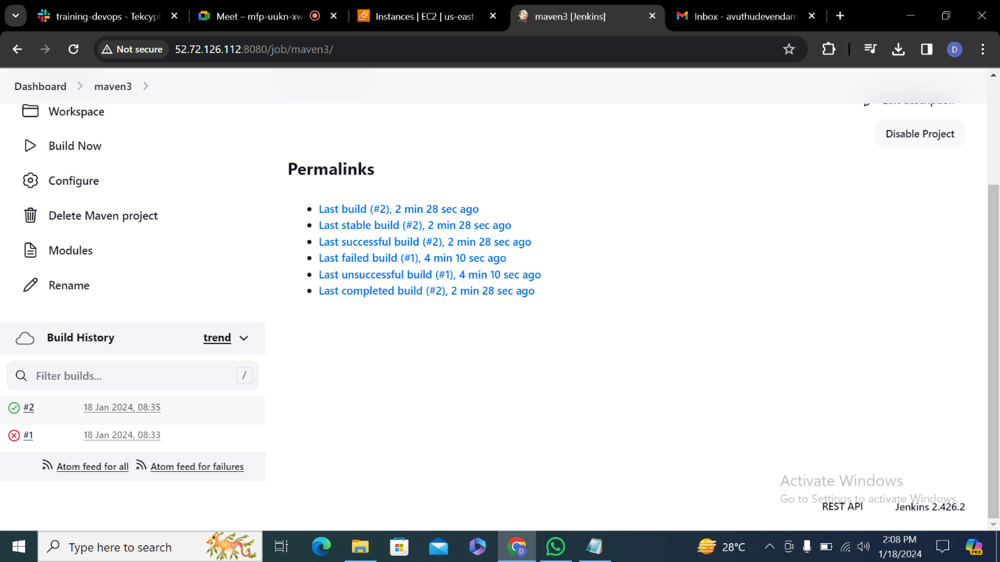 training-devops - Tekcypl
Meet – mfp-uukn-xw
Instances | EC2 | us-east-
maven3 [Jenkins]
Inbox - avuthudevendarr
Not secure
52.72.126.112:8080/job/maven3/
D
Dashboard
maven3
Workspace
Edit description
Build Now
Disable Project
Permalinks
Configure
Last build (#2), 2 min 28 sec ago
Delete Maven project
Last stable build (#2), 2 min 28 sec ago
Last successful build (#2), 2 min 28 sec ago
Modules
Last failed build (#1), 4 min 10 sec ago
Last unsuccessful build (#1), 4 min 10 sec ago
Rename
Last completed build (#2), 2 min 28 sec ago
Build History
trend
Filter builds...
/
#2 18 Jan 2024, 08:35
#1 18 Jan 2024, 08:33
Atom feed for all Atom feed for failures
Activate Windows
Go to Settings to activate Windows.
REST API
Jenkins 2.426.2
Type here to search
D
28°C
PRE
2:08 PM
1/18/2024